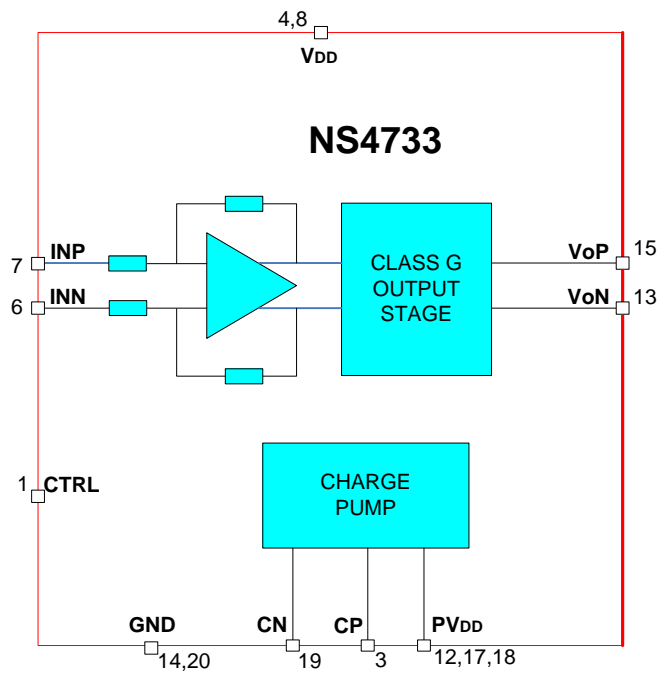 4,8
VDD
NS4733
7
INP
6
INN
CLASS G
OUTPUT
STAGE
VoP
15
VoN
13
1
CTRL
CHARGE
PUMP
GND
14,20
CN
19
CP
3
PVDD
12,17,18